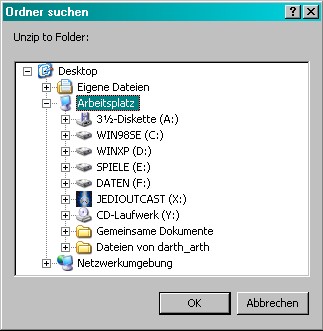 Ordner suchen
Unzip to Folder:
Desktop
Eigene Dateien
Arbeitsplatz
3½-Diskette (A:)
WIN98SE (C:)
WINXP (D:)
SPIELE (E:)
DATEN (F:)
JEDIOUTCAST (X:)
CD-Laufwerk (Y:)
Gemeinsame Dokumente
Dateien von darth_arth
Netzwerkumgebung
OK Abbrechen